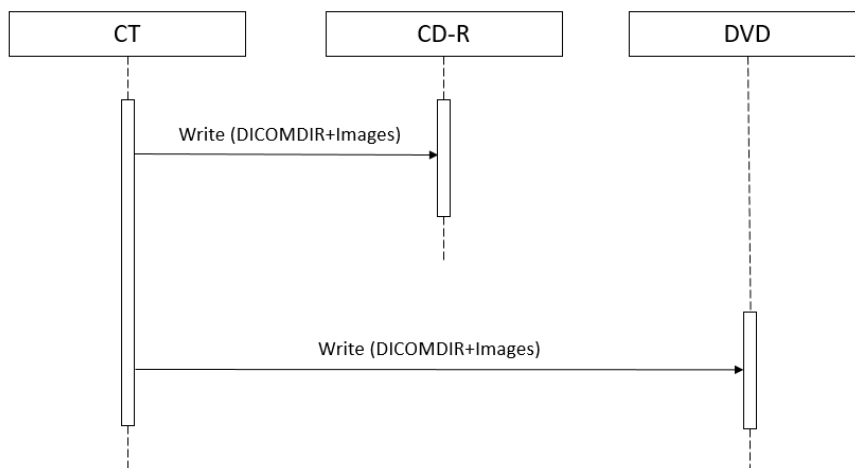 CT
CD-R
DVD
Write (DICOMDIR+Images)
Write (DICOMDIR+Images)